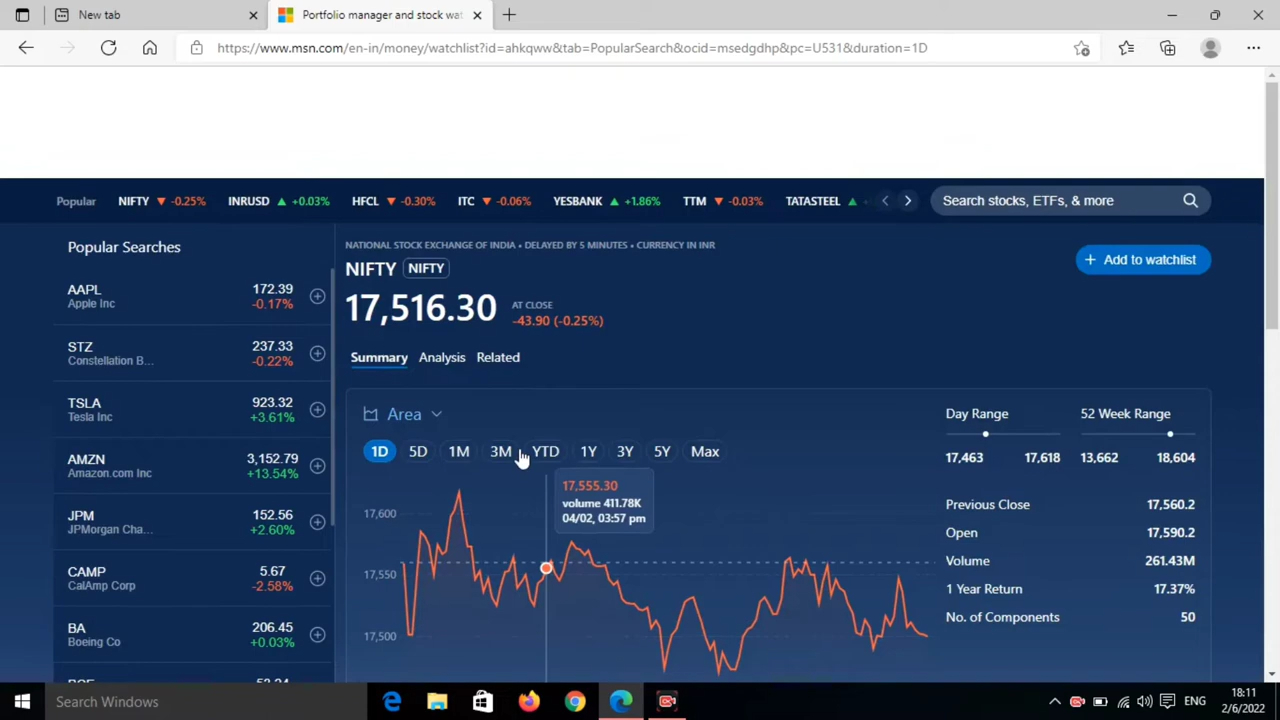 New tab
Portfolio manager and stock wat
https://www.msn.com/en-in/money/watchlist?id=ahkqww&tab=PopularSearch&ocid=msedgdhp&pc=U531&duration=1D
Popular
NIFTY -0.25%
INRUSD +0.03%
HFCL -0.30%
ITC -0.06%
YESBANK +1.86%
TTM -0.03%
TATASTEEL
Search stocks, ETFs, & more
Popular Searches
AAPL 172.39
Apple Inc -0.17%
STZ 237.33
Constellation B... -0.22%
TSLA 923.32
Tesla Inc +3.61%
AMZN 3,152.79
Amazon.com Inc +13.54%
JPM 152.56
JPMorgan Cha... +2.60%
CAMP 5.67
CalAmp Corp -2.58%
BA 206.45
Boeing Co +0.03%
NATIONAL STOCK EXCHANGE OF INDIA • DELAYED BY 5 MINUTES • CURRENCY IN INR
NIFTY NIFTY
+ Add to watchlist
17,516.30
AT CLOSE
-43.90 (-0.25%)
Summary Analysis Related
Area
1D 5D 1M 3M YTD 1Y 3Y 5Y Max
17,555.30
volume 411.78K
04/02, 03:57 pm
17,600
17,550
17,500
Day Range
17,463 17,618
52 Week Range
13,662 18,604
Previous Close 17,560.2
Open 17,590.2
Volume 261.43M
1 Year Return 17.37%
No. of Components 50
Search Windows
ENG
18:11
2/6/2022